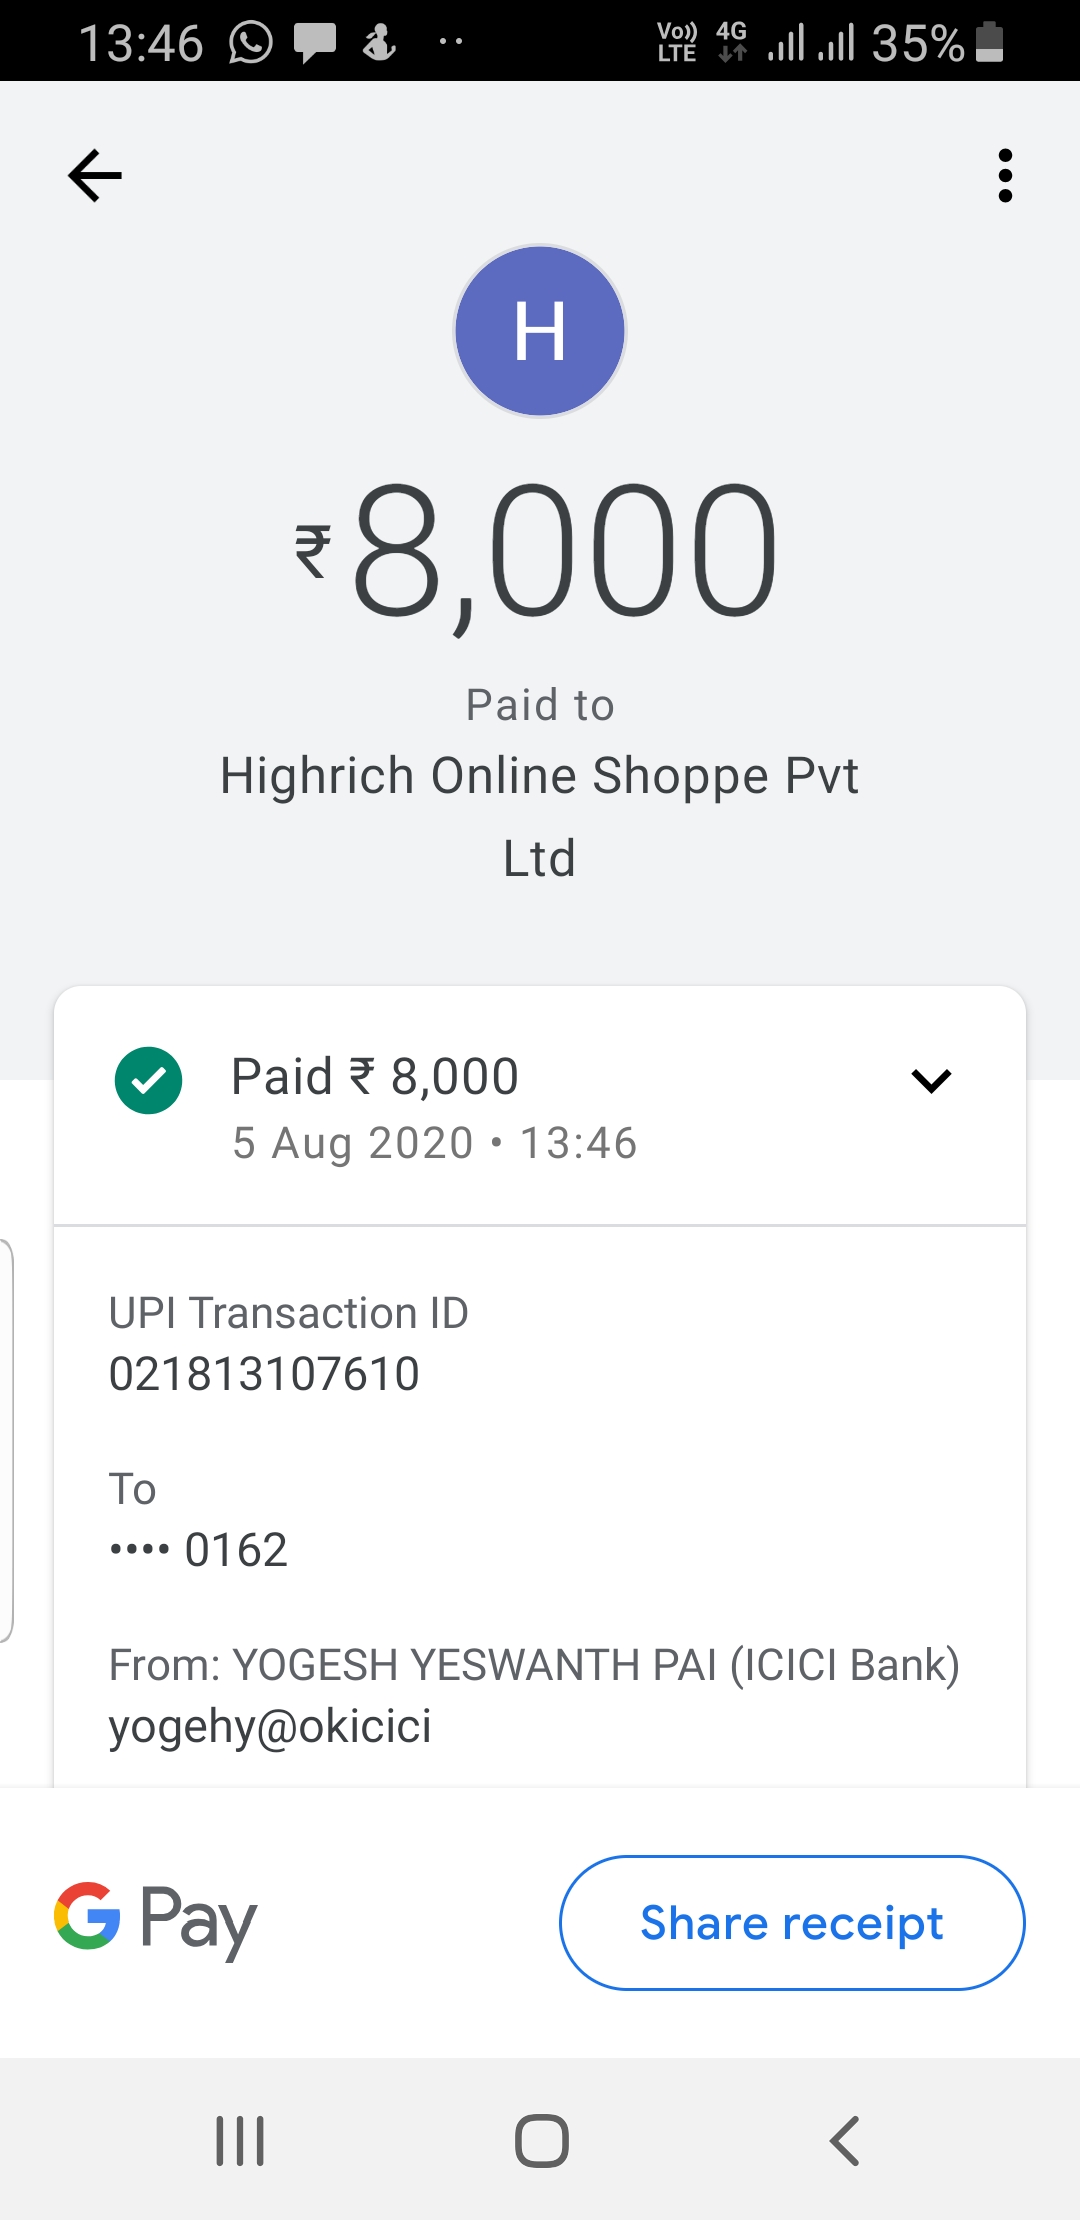 13:46 Vo)) LTE 4G 35%
H
₹8,000
Paid to
Highrich Online Shoppe Pvt
Ltd
Paid ₹ 8,000
5 Aug 2020 • 13:46
UPI Transaction ID
021813107610
To
•••• 0162
From: YOGESH YESWANTH PAI (ICICI Bank)
yogehy@okicici
G Pay
Share receipt